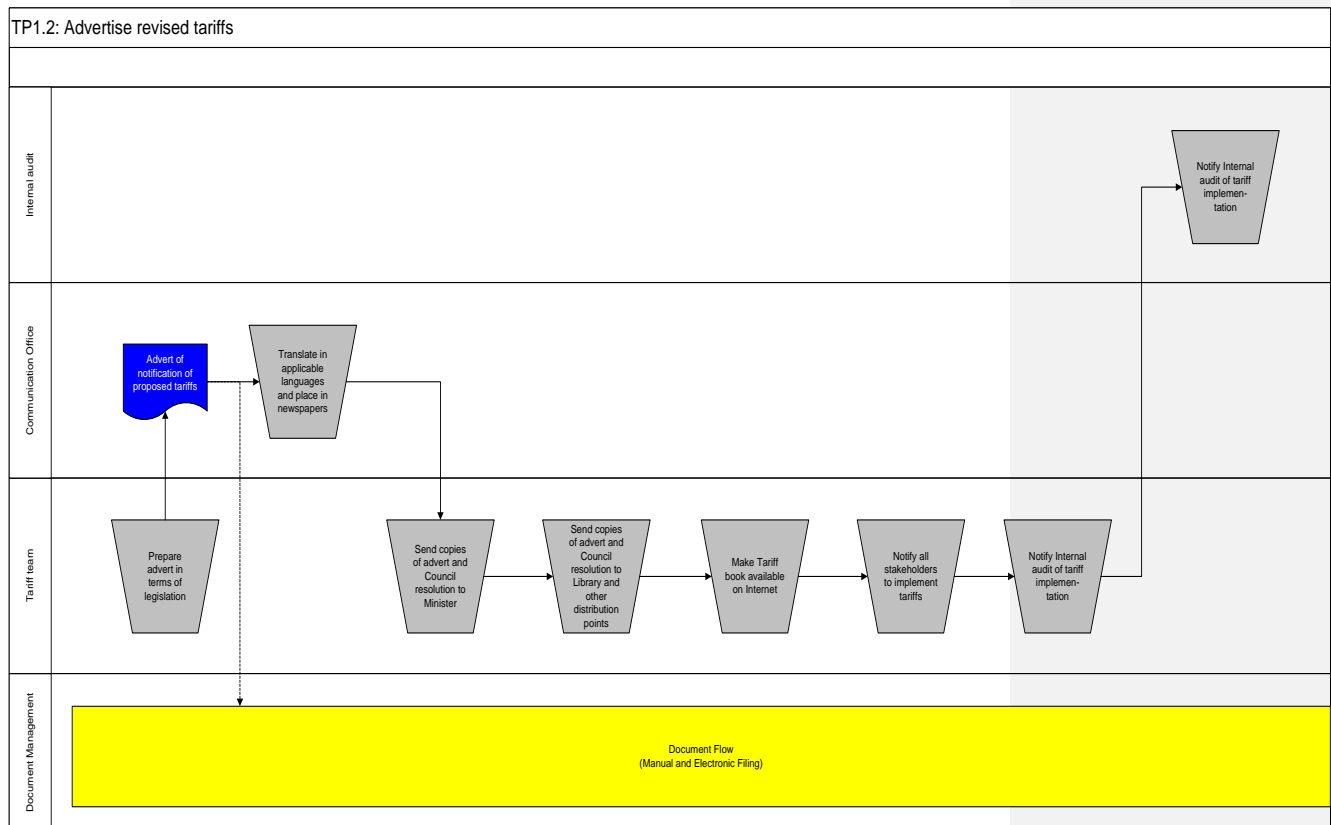 TP1.2: Advertise revised tariffs
Internal audit
Notify Internal
audit of tariff
implemen-
tation
Communication Office
Advert of
notification of
proposed tariffs
Translate in
applicable
languages
and place in
newspapers
Tariff team
Prepare
advert in
terms of
legislation
Send copies
of advert and
Council
resolution to
Minister
Send copies
of advert and
Council
resolution to
Library and
other
distribution
points
Make Tariff
book available
on Internet
Notify all
stakeholders
to implement
tariffs
Notify Internal
audit of tariff
implemen-
tation
Document Management
Document Flow
(Manual and Electronic Filing)